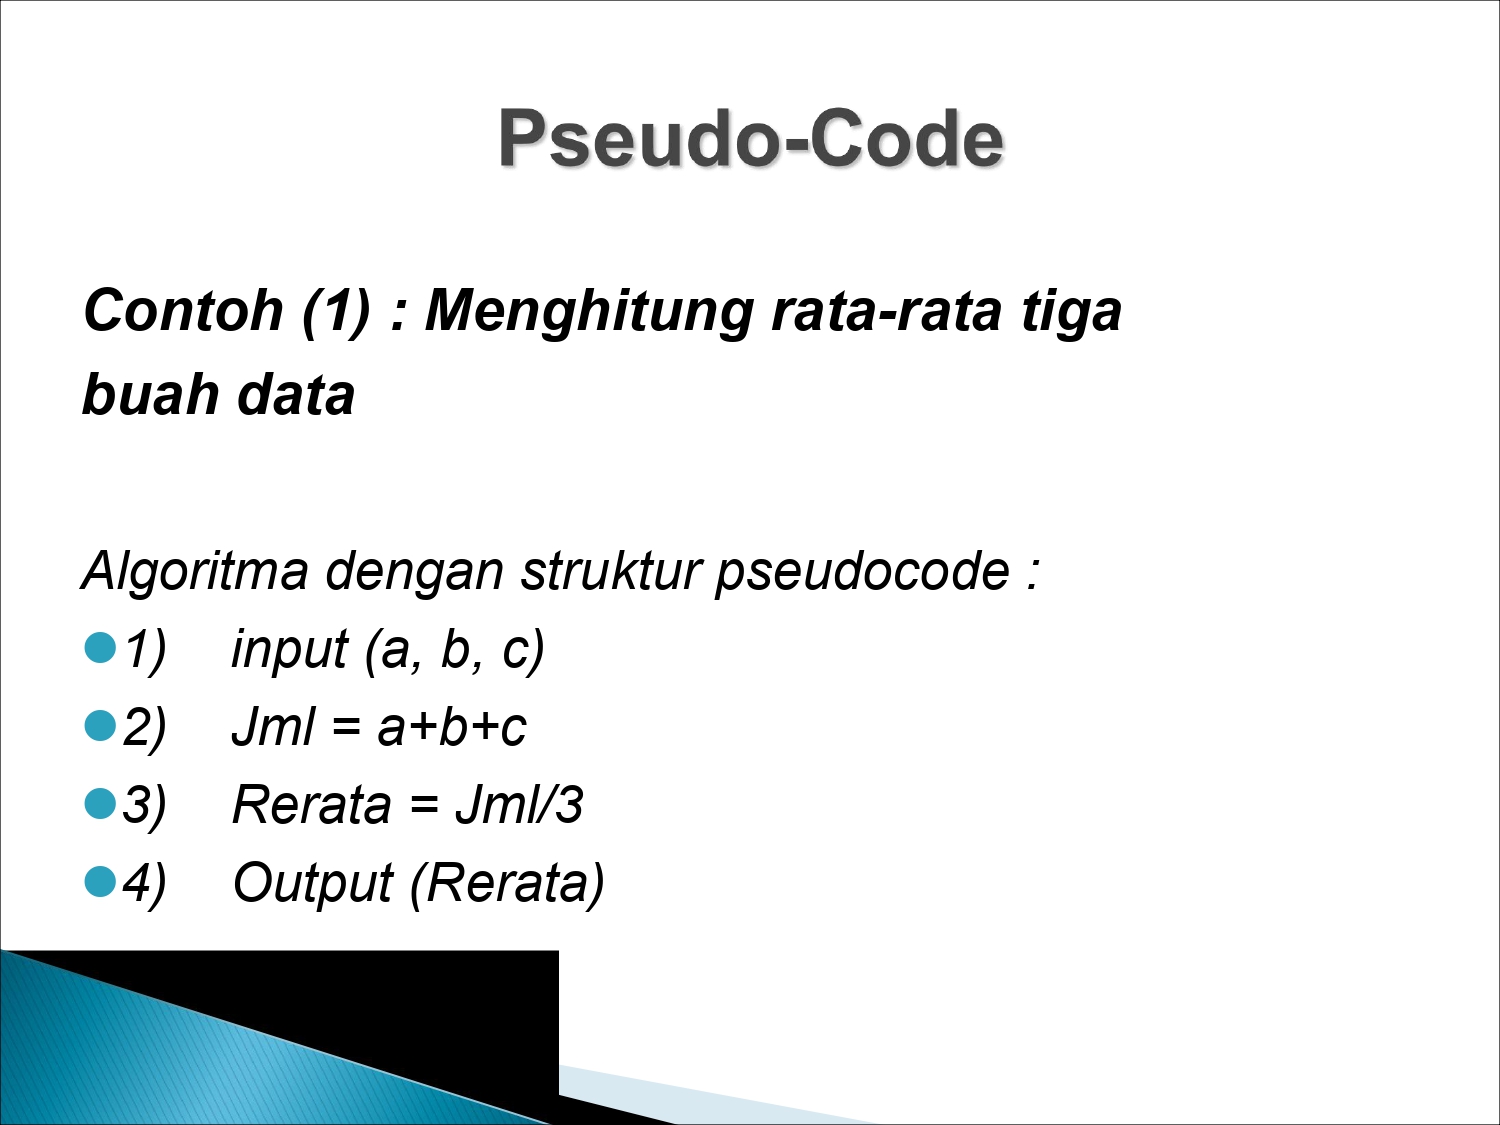 Pseudo-Code
Contoh (1) : Menghitung rata-rata tiga
buah data
Algoritma dengan struktur pseudocode :
1) input (a, b, c)
2) Jml = a+b+c
3) Rerata = Jml/3
4) Output (Rerata)